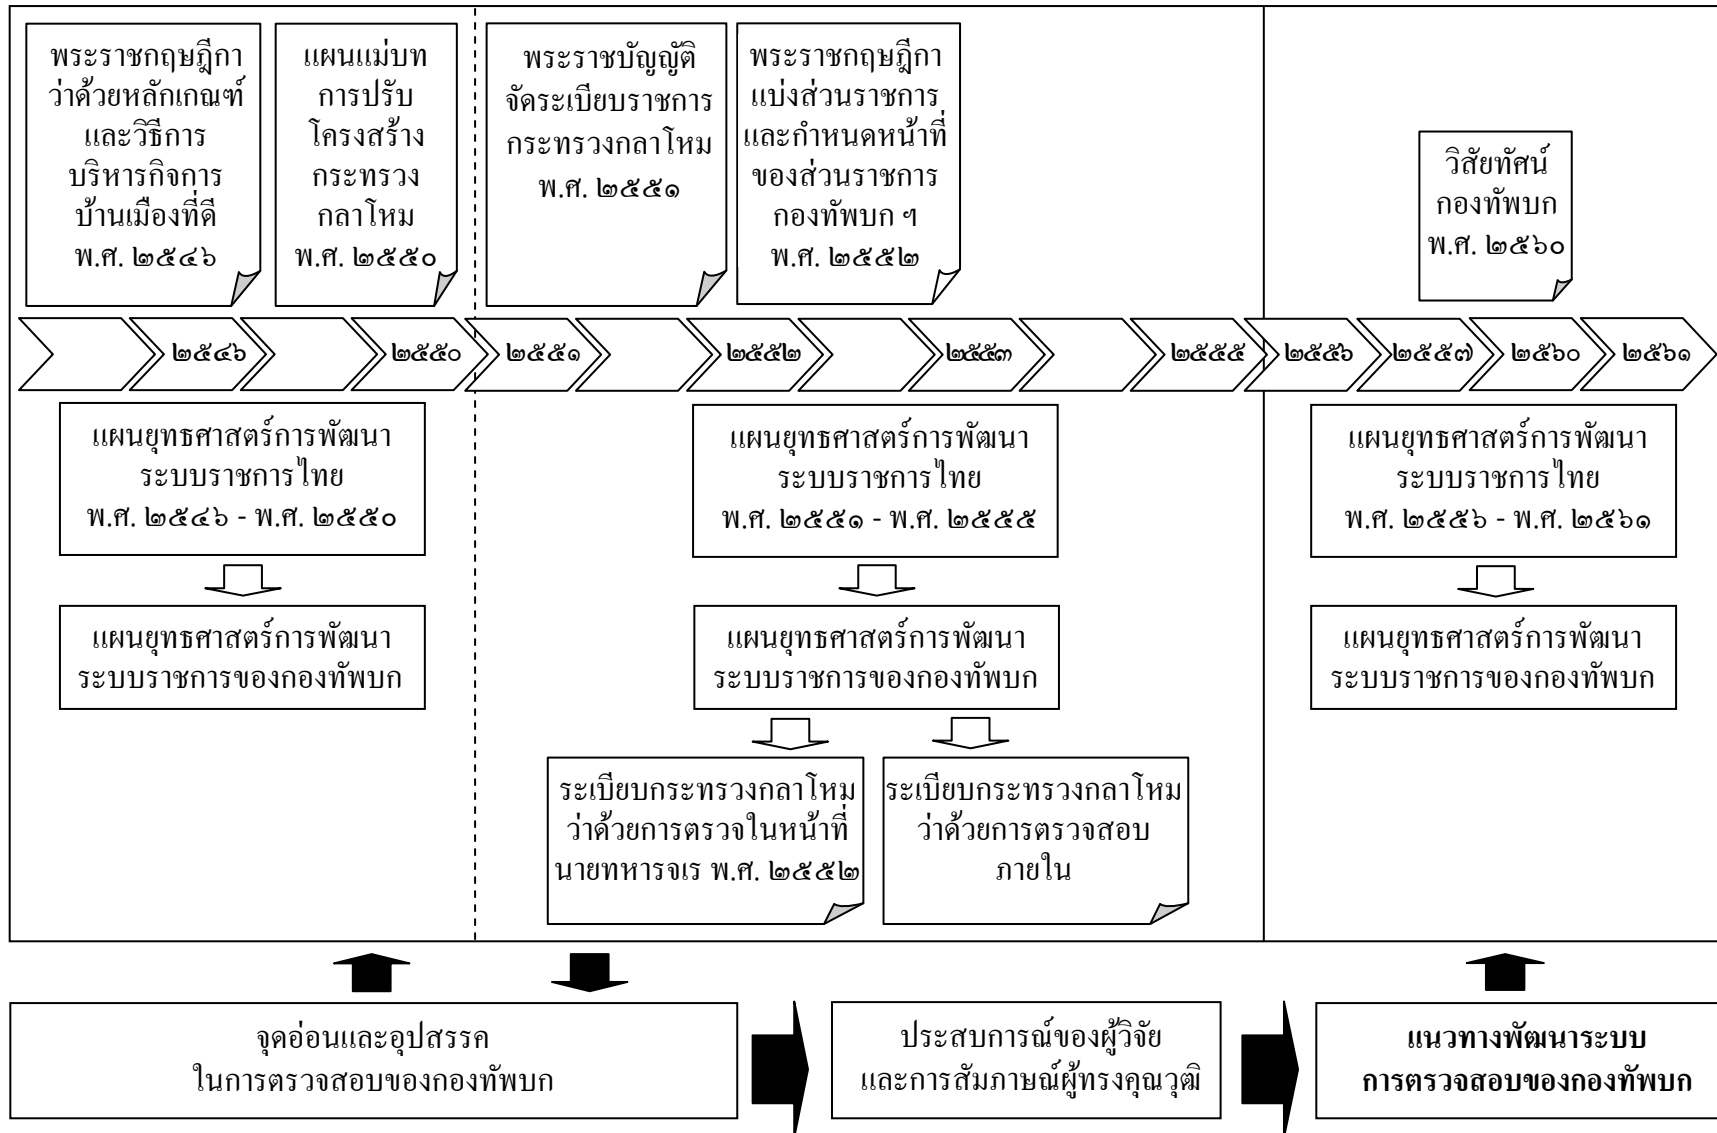 พระราชกฤษฎีกา
ว่าด้วยหลักเกณฑ์
และวิธีการ
บริหารกิจการ
บ้านเมืองที่ดี
พ.ศ. ๒๕๔๖
แผนแม่บท
การปรับ
โครงสร้าง
กระทรวง
กลาโหม
พ.ศ. ๒๕๕๐
พระราชบัญญัติ
จัดระเบียบราชการ
กระทรวงกลาโหม
พ.ศ. ๒๕๕๑
พระราชกฤษฎีกา
แบ่งส่วนราชการ
และกำหนดหน้าที่
ของส่วนราชการ
กองทัพบก ฯ
พ.ศ. ๒๕๕๒
วิสัยทัศน์
กองทัพบก
พ.ศ. ๒๕๖๐
๒๕๔๖ ๒๕๕๐ ๒๕๕๑ ๒๕๕๒ ๒๕๕๓ ๒๕๕๕ ๒๕๕๖ ๒๕๕๗ ๒๕๖๐ ๒๕๖๑
แผนยุทธศาสตร์การพัฒนา
ระบบราชการไทย
พ.ศ. ๒๕๔๖ - พ.ศ. ๒๕๕๐
แผนยุทธศาสตร์การพัฒนา
ระบบราชการไทย
พ.ศ. ๒๕๕๑ - พ.ศ. ๒๕๕๕
แผนยุทธศาสตร์การพัฒนา
ระบบราชการไทย
พ.ศ. ๒๕๕๖ - พ.ศ. ๒๕๖๑
แผนยุทธศาสตร์การพัฒนา
ระบบราชการของกองทัพบก
แผนยุทธศาสตร์การพัฒนา
ระบบราชการของกองทัพบก
แผนยุทธศาสตร์การพัฒนา
ระบบราชการของกองทัพบก
ระเบียบกระทรวงกลาโหม
ว่าด้วยการตรวจในหน้าที่
นายทหารจเร พ.ศ. ๒๕๕๒
ระเบียบกระทรวงกลาโหม
ว่าด้วยการตรวจสอบ
ภายใน
จุดอ่อนและอุปสรรค
ในการตรวจสอบของกองทัพบก
ประสบการณ์ของผู้วิจัย
และการสัมภาษณ์ผู้ทรงคุณวุฒิ
แนวทางพัฒนาระบบ
การตรวจสอบของกองทัพบก